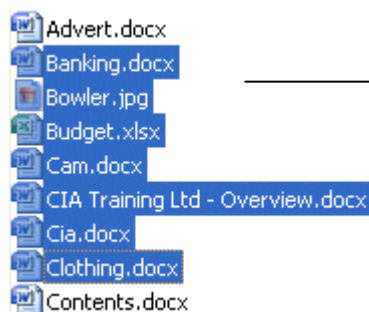 Advert.docx
Banking.docx
Bowler.jpg
Budget.xlsx
Cam.docx
CIA Training Ltd - Overview.docx
Cia.docx
Clothing.docx
Contents.docx